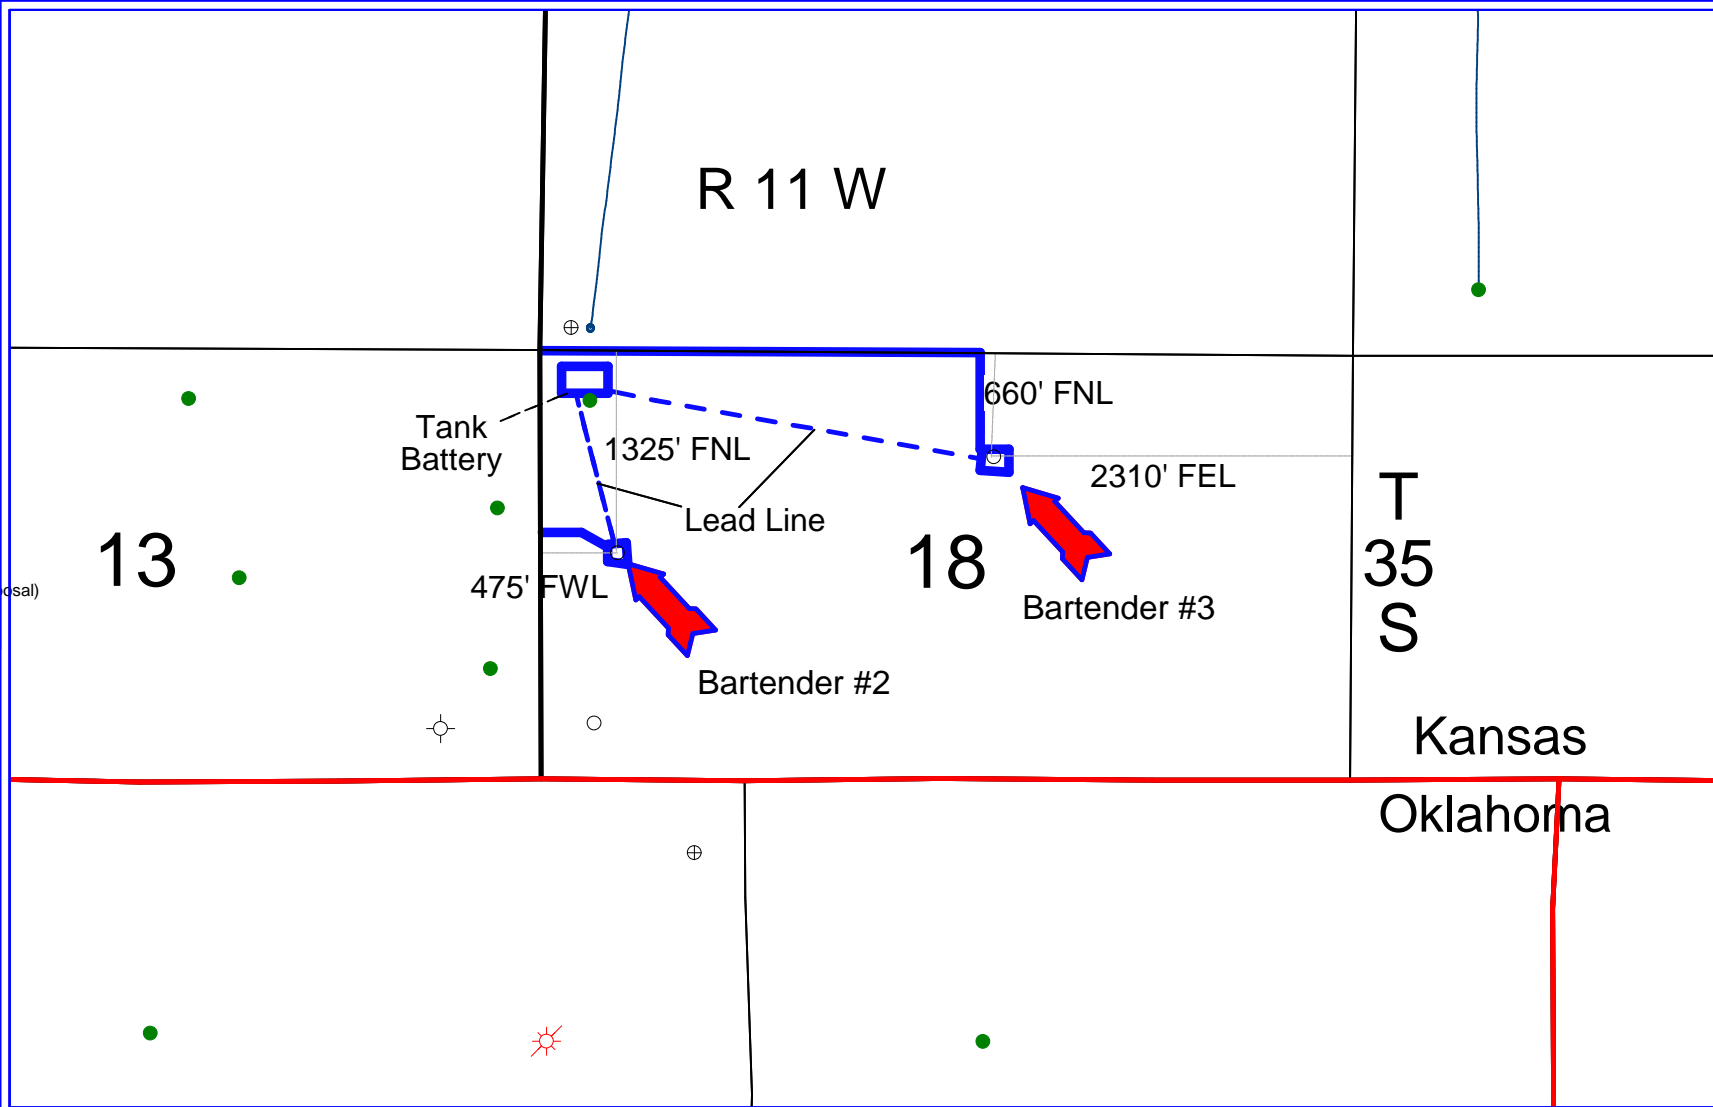 R 11 W
660' FNL
Tank
Battery
1325' FNL
2310' FEL
Lead Line
T
35
S
13
18
osal)
475' FWL
Bartender #3
Bartender #2
Kansas
Oklahoma